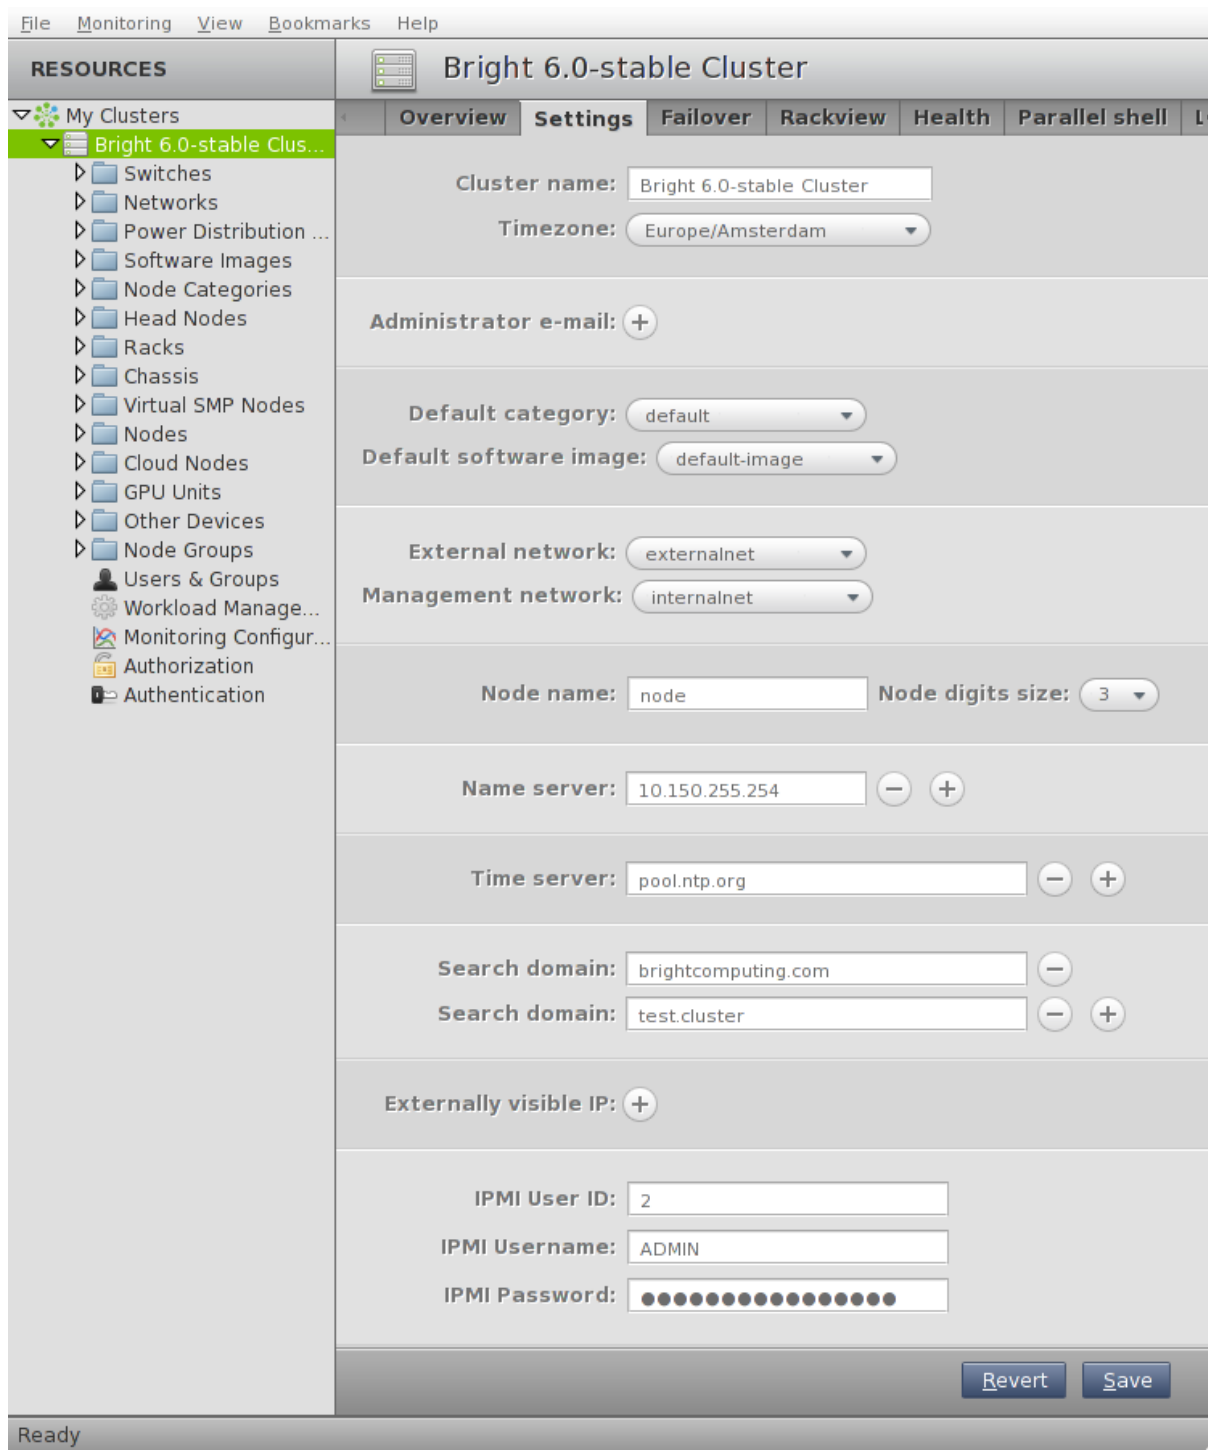 File Monitoring View Bookmarks Help
RESOURCES
Bright 6.0-stable Cluster
My Clusters
Bright 6.0-stable Clus...
Switches
Networks
Power Distribution ...
Software Images
Node Categories
Head Nodes
Racks
Chassis
Virtual SMP Nodes
Nodes
Cloud Nodes
GPU Units
Other Devices
Node Groups
Users & Groups
Workload Manage...
Monitoring Configur...
Authorization
Authentication
Overview Settings Failover Rackview Health Parallel shell
Cluster name: Bright 6.0-stable Cluster
Timezone: Europe/Amsterdam
Administrator e-mail: +
Default category: default
Default software image: default-image
External network: externalnet
Management network: internalnet
Node name: node Node digits size: 3
Name server: 10.150.255.254 − +
Time server: pool.ntp.org − +
Search domain: brightcomputing.com −
Search domain: test.cluster − +
Externally visible IP: +
IPMI User ID: 2
IPMI Username: ADMIN
IPMI Password: ●●●●●●●●●●●●●●●●
Revert Save
Ready